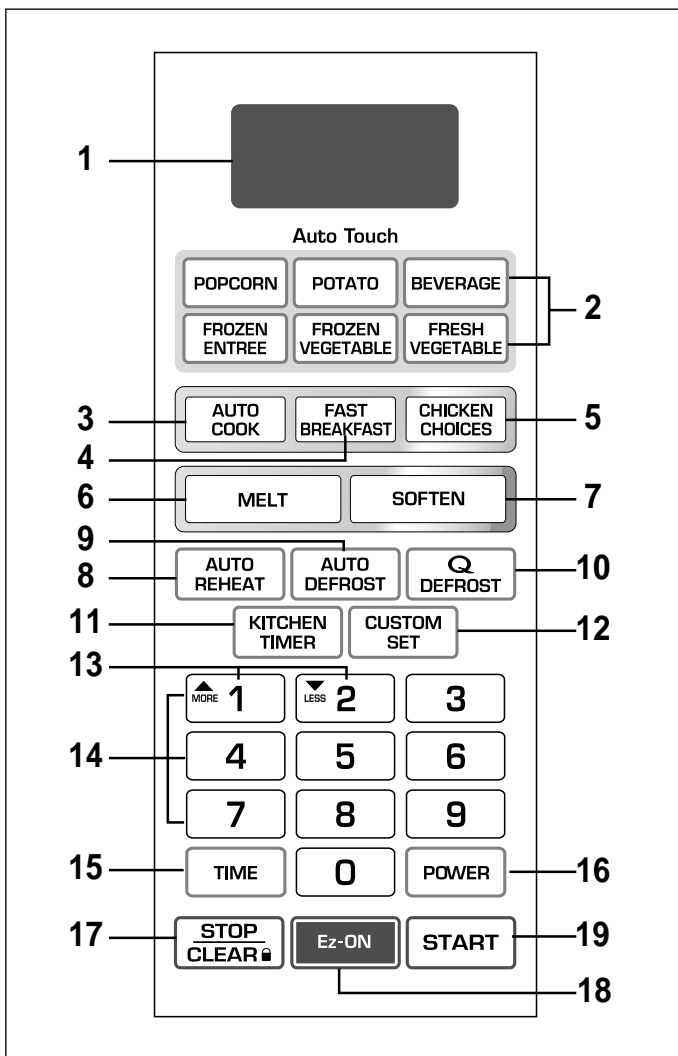 1
Auto Touch
POPCORN POTATO BEVERAGE
2
FROZEN ENTREE FROZEN VEGETABLE FRESH VEGETABLE
3 AUTO COOK FAST BREAKFAST CHICKEN CHOICES 5
4
6 MELT SOFTEN 7
9
8 AUTO REHEAT AUTO DEFROST Q DEFROST 10
11 KITCHEN TIMER CUSTOM SET 12
13
MORE 1 LESS 2 3
14 4 5 6
7 8 9
15 TIME 0 POWER 16
17 STOP CLEAR Ez-ON START 19
18